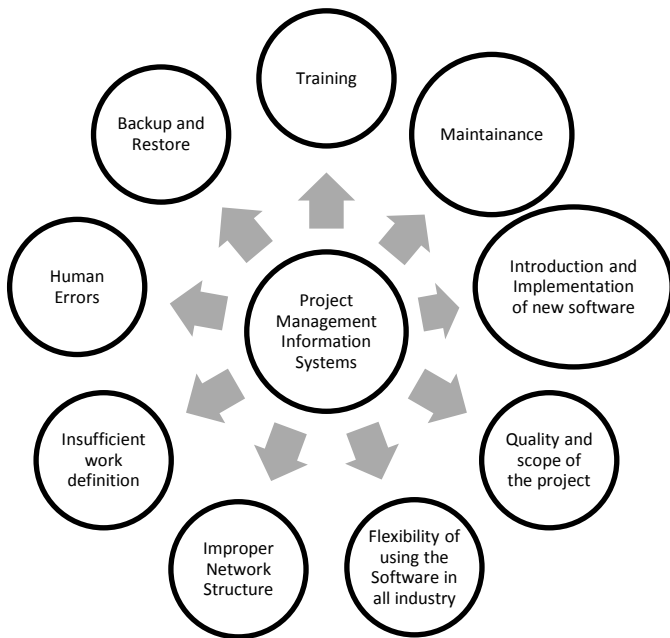 Training
Maintainance
Introduction and
Implementation
of new software
Quality and
scope of
the project
Flexibility of
using the
Software in
all industry
Improper
Network
Structure
Insufficient
work
definition
Human
Errors
Backup and
Restore
Project
Management
Information
Systems